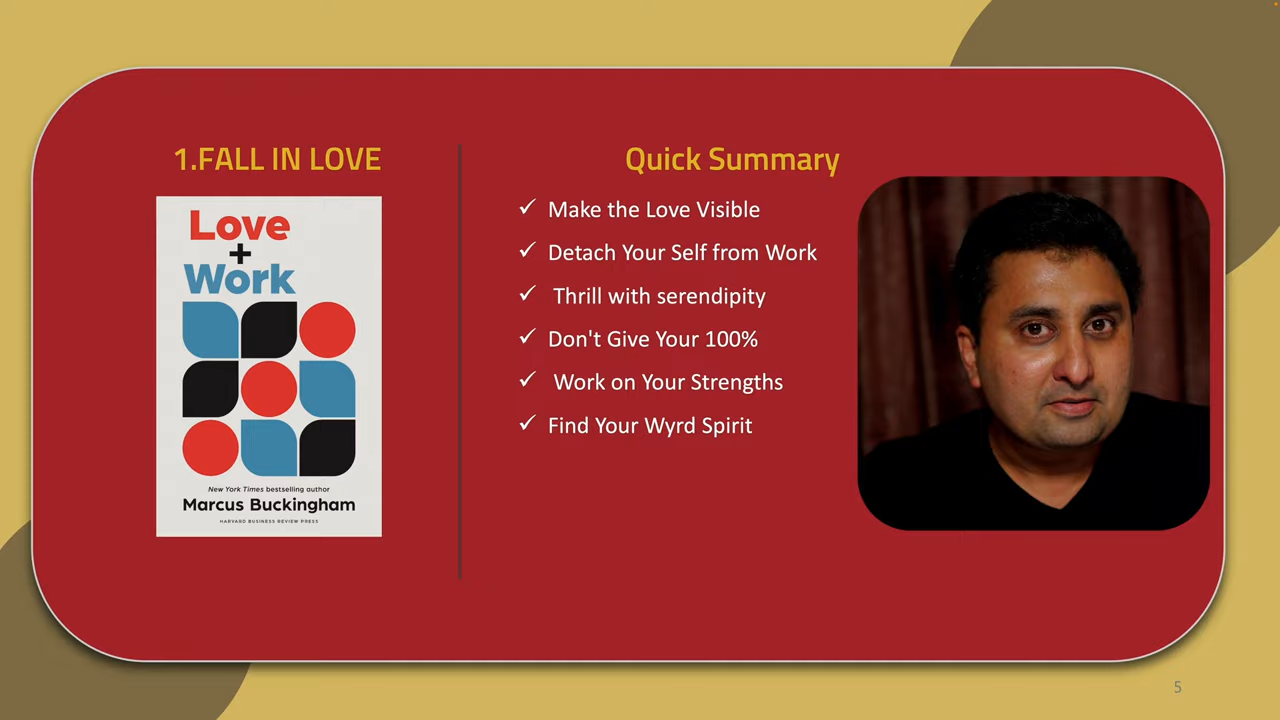 1.FALL IN LOVE
Love
+
Work
New York Times bestselling author
Marcus Buckingham
HARVARD BUSINESS REVIEW PRESS
Quick Summary
✓ Make the Love Visible
✓ Detach Your Self from Work
✓ Thrill with serendipity
✓ Don't Give Your 100%
✓ Work on Your Strengths
✓ Find Your Wyrd Spirit
5